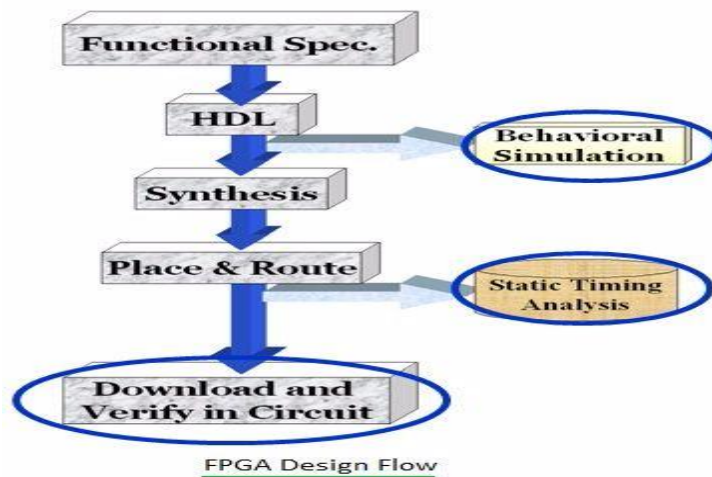 Functional Spec.
HDL
Behavioral
Simulation
Synthesis
Place & Route
Static Timing
Analysis
Download and
Verify in Circuit
FPGA Design Flow